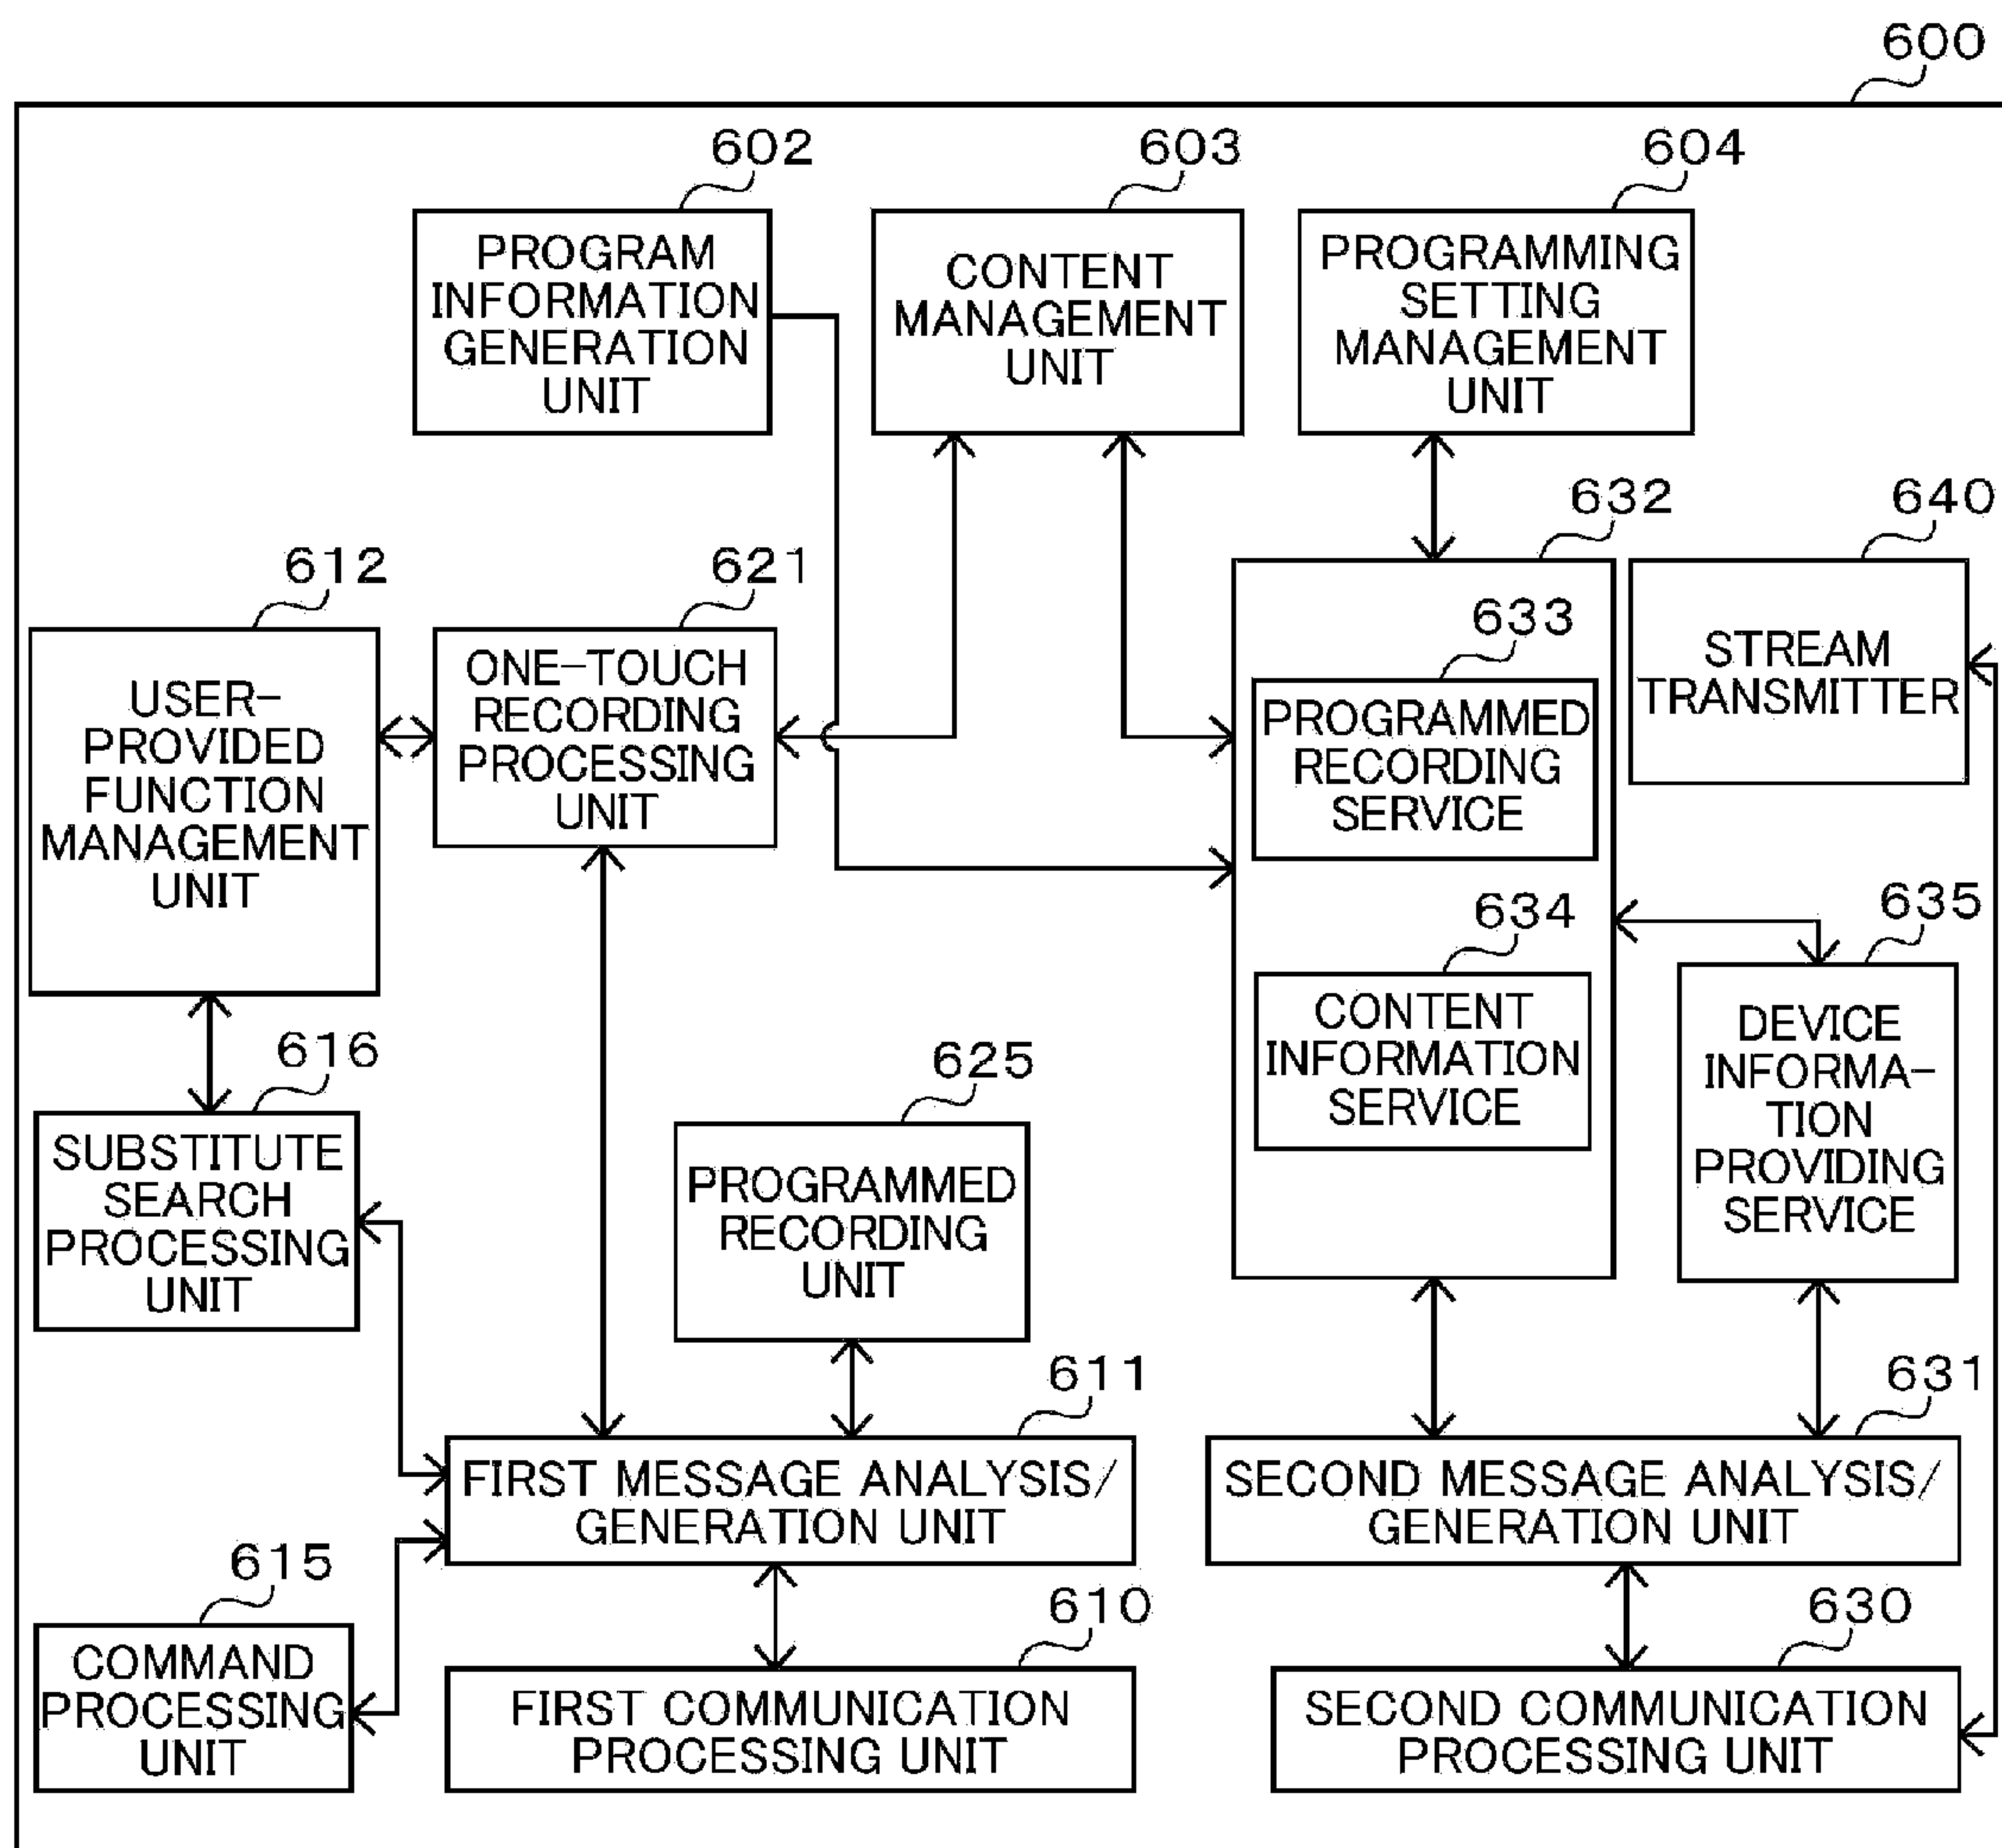 600
602
PROGRAM
INFORMATION
GENERATION
UNIT
603
CONTENT
MANAGEMENT
UNIT
604
PROGRAMMING
SETTING
MANAGEMENT
UNIT
612
USER-
PROVIDED
FUNCTION
MANAGEMENT
UNIT
621
ONE-TOUCH
RECORDING
PROCESSING
UNIT
632
633
PROGRAMMED
RECORDING
SERVICE
634
CONTENT
INFORMATION
SERVICE
640
STREAM
TRANSMITTER
635
DEVICE
INFORMA-
TION
PROVIDING
SERVICE
616
SUBSTITUTE
SEARCH
PROCESSING
UNIT
625
PROGRAMMED
RECORDING
UNIT
611
FIRST MESSAGE ANALYSIS/
GENERATION UNIT
631
SECOND MESSAGE ANALYSIS/
GENERATION UNIT
615
COMMAND
PROCESSING
UNIT
610
FIRST COMMUNICATION
PROCESSING UNIT
630
SECOND COMMUNICATION
PROCESSING UNIT